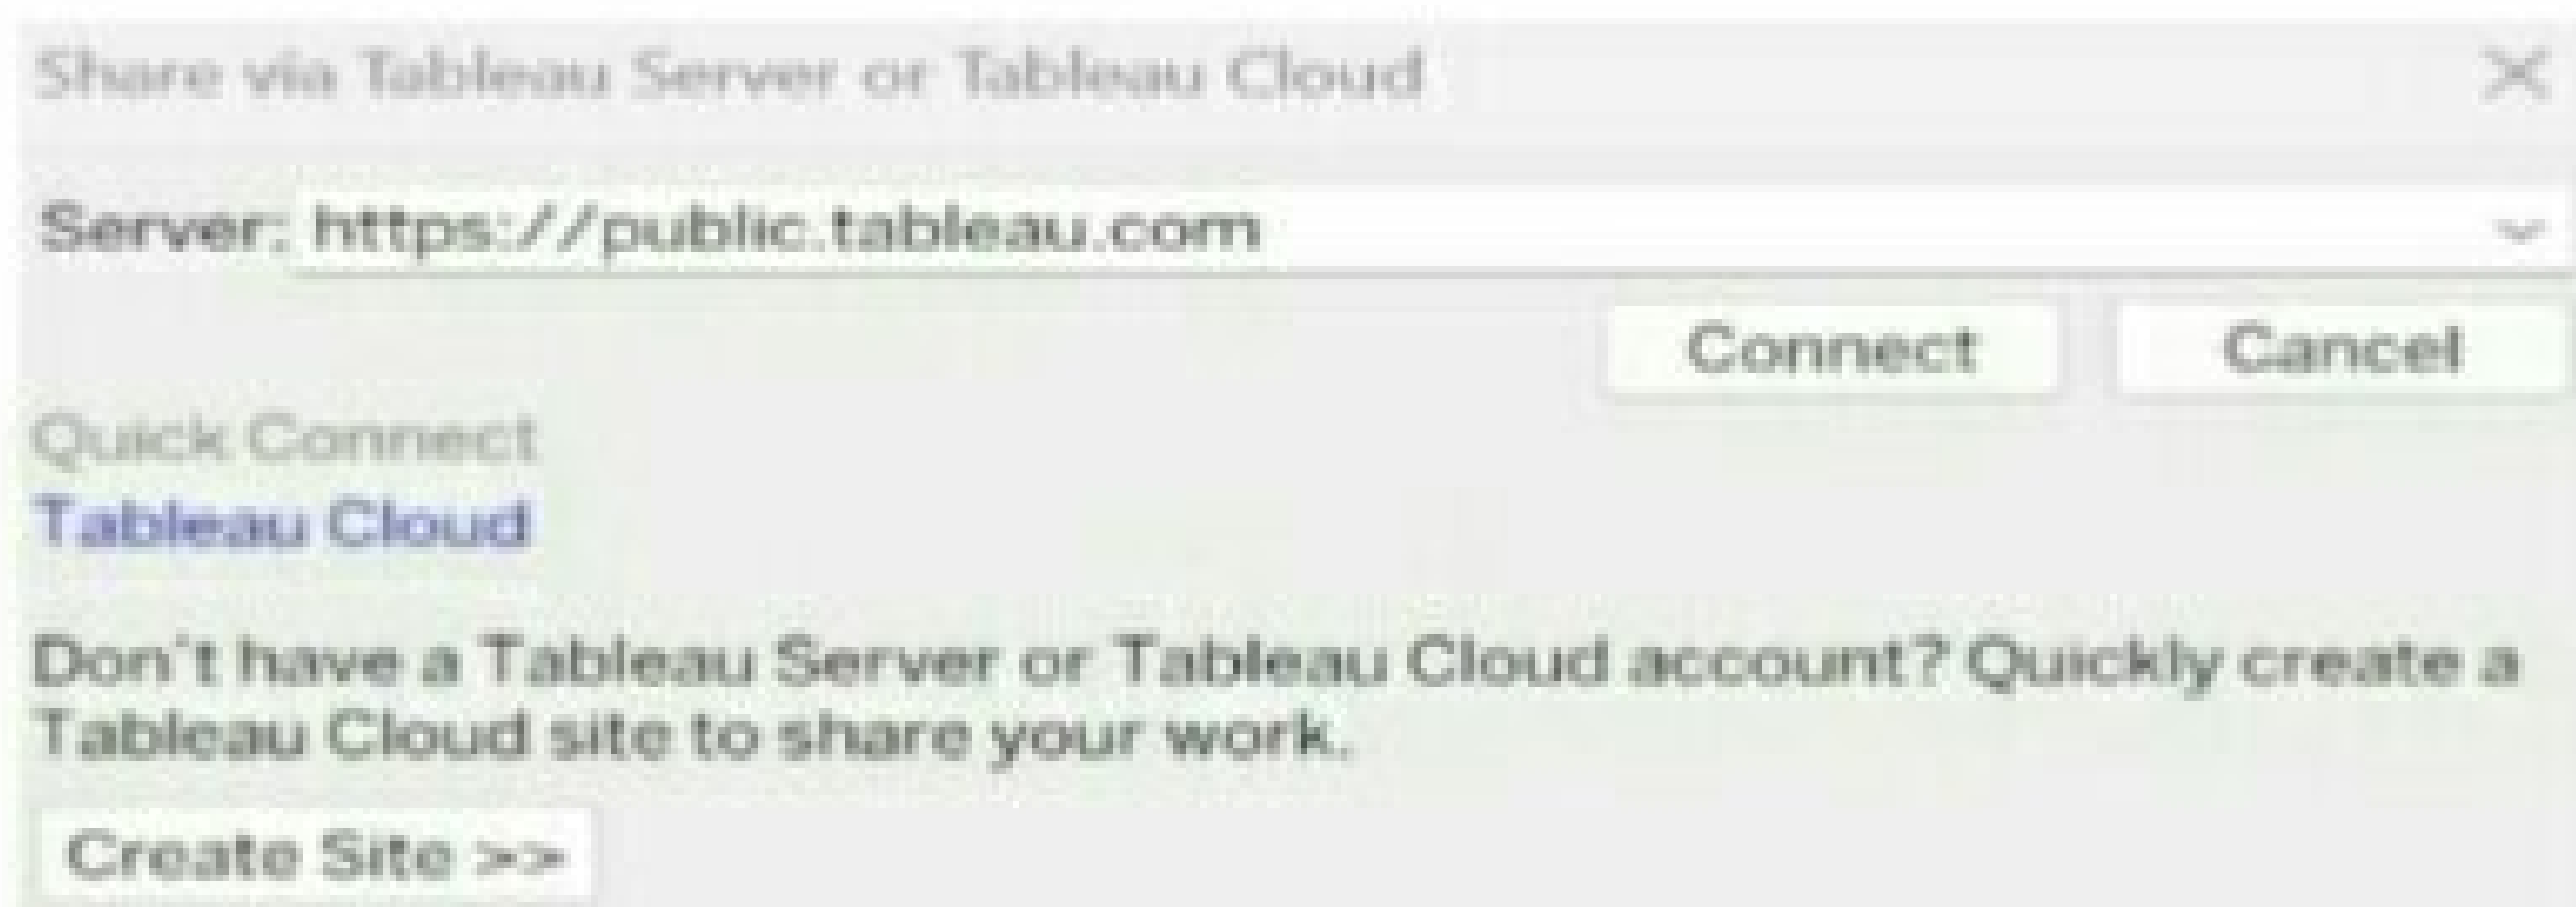 Share via Tableau Server or Tableau Cloud
Server: https://public.tableau.com
Connect Cancel
Quick Connect
Tableau Cloud
Don't have a Tableau Server or Tableau Cloud account? Quickly create a
Tableau Cloud site to share your work.
Create Site >>